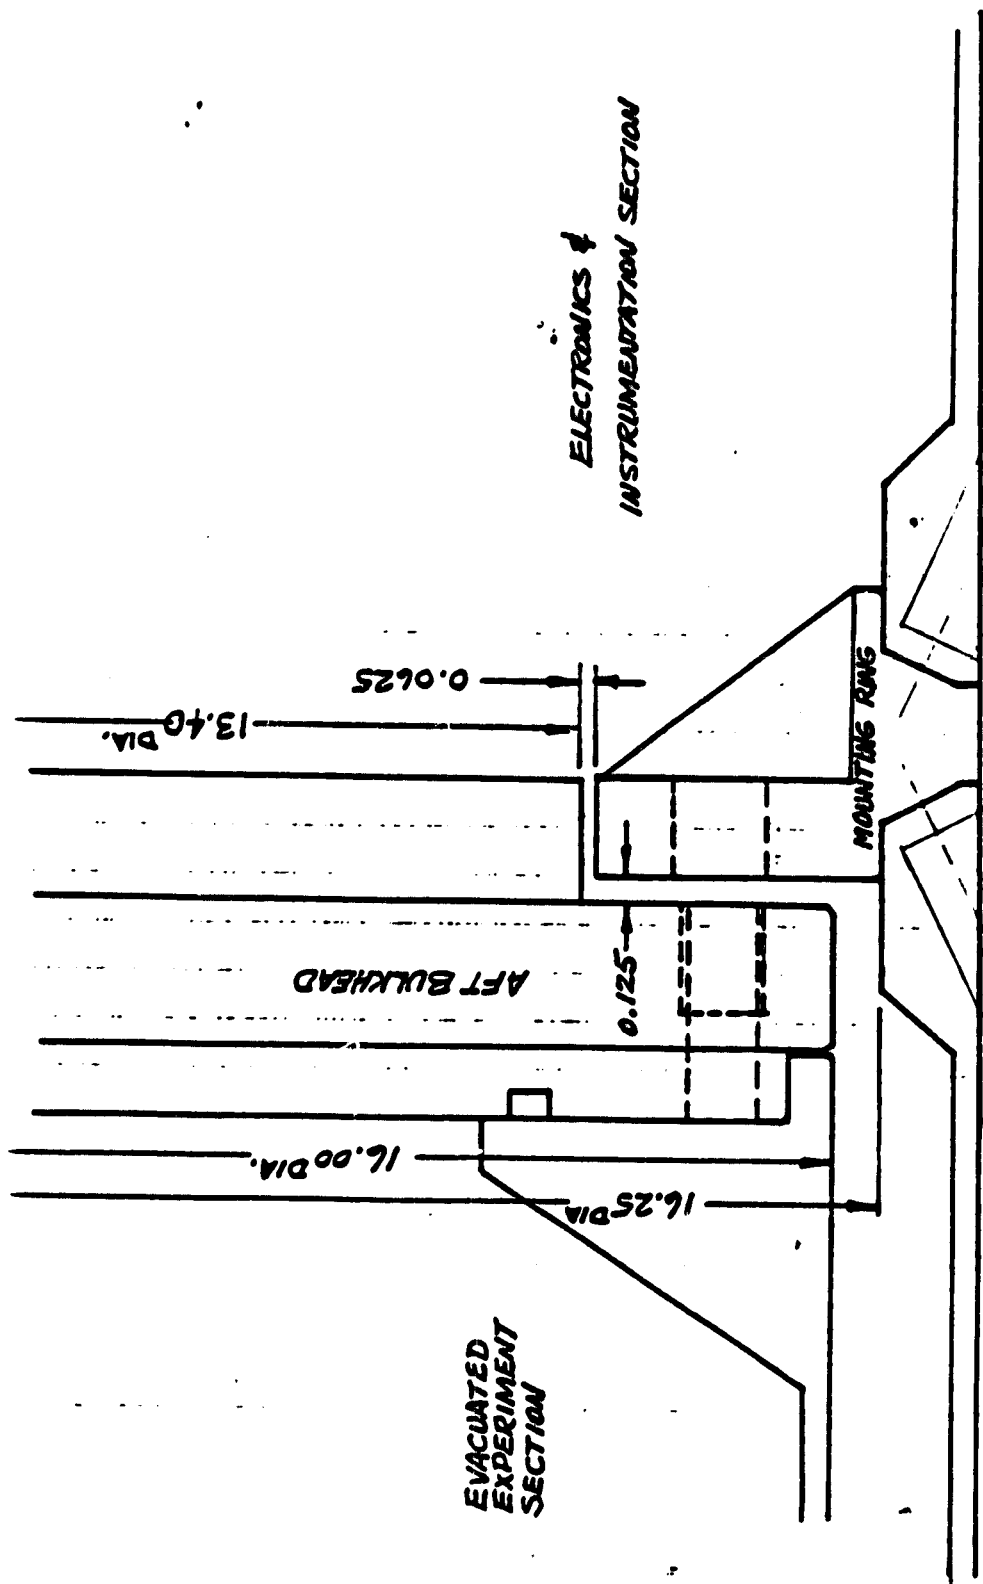 ELECTRONICS &
INSTRUMENTATION SECTION
0.0625
13.40
DIA.
MOUNTING RING
AFT BULKHEAD
0.125
16.00 DIA.
16.25 DIA
EVACUATED
EXPERIMENT
SECTION